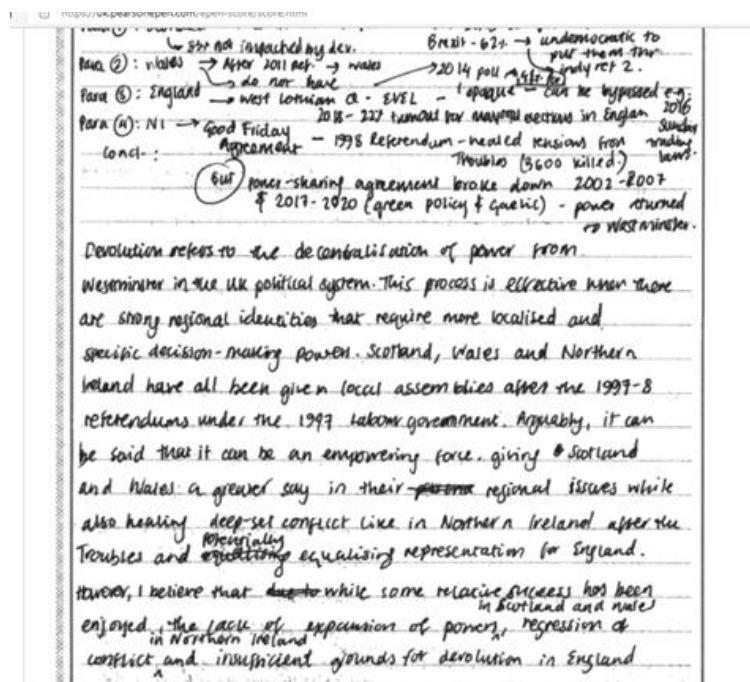 https://uk.pearsonepen.com/epen-score/score.html
not impacted by dev.
Brexit - 62% → undemocratic to
put them thr.
indy ref 2.
Para ②: Wales → After 2011 ref. → Wales
do not have
→ 2014 poll
Para ③: England → West Lothian Q - EVEL - opaque - can be bypassed e.g. 2016
Sunday
trading
laws.
Para ④: NI → Good Friday
Agreement
2018 - 22% turnout for mayoral elections in Englan
- 1998 Referendum - healed tensions from
Troubles (3600 killed.)
Concl-:
BUT power-sharing agreement broke down 2002-2007
& 2017-2020 (green policy & Gaelic) - power returned
to Westminster.
Devolution refers to the decentralisation of power from
Westminster in the UK political system. This process is effective when there
are strong regional identities that require more localised and
specific decision-making powers. Scotland, Wales and Northern
Ireland have all been given local assemblies after the 1997-8
referendums under the 1997 Labour government. Arguably, it can
be said that it can be an empowering force. giving Scotland
and Wales a greater say in their regional issues while
also healing deep-set conflict like in Northern Ireland after the
Troubles and potentially equalising representation for England.
However, I believe that while some relative success has been
enjoyed, the lack of expansion of powers in Scotland and Wales, regression of
conflict in Northern Ireland and insufficient grounds for devolution in England